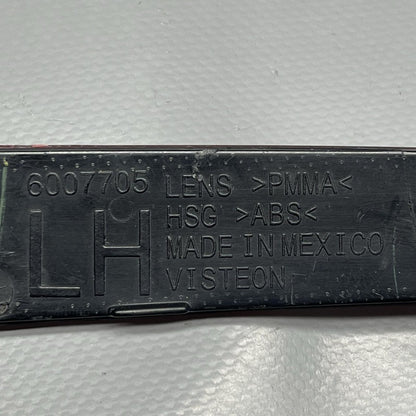 6007705 LENS >PMMA<
LH HSG >ABS<
MADE IN MEXICO
VISTEON